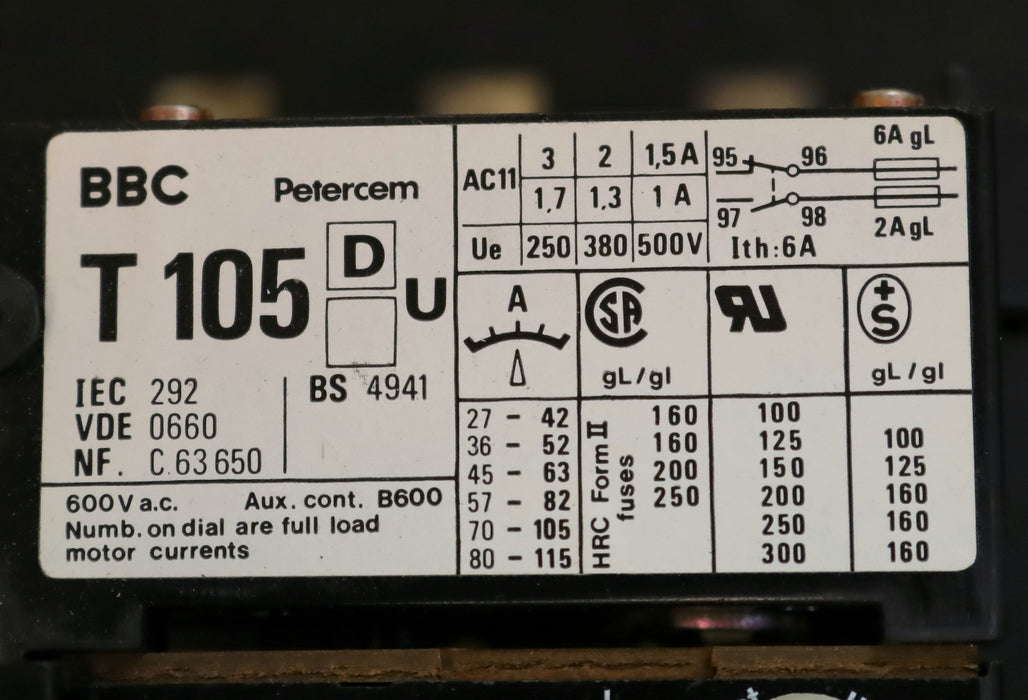 BBC Petercem
T 105 D U
IEC 292
VDE 0660
NF. C.63 650
BS 4941
600 V a.c. Aux. cont. B600
Numb. on dial are full load
motor currents
AC11 3 2 1,5 A
1,7 1,3 1 A
Ue 250 380 500V
95 96 6A gL
97 98 2A gL
Ith:6A
A
CSA
gL/gl
RU
+S
gL/gl
HRC Form II
fuses
27 - 42 160 100
36 - 52 160 125 100
45 - 63 200 150 125
57 - 82 250 200 160
70 - 105 250 160
80 - 115 300 160